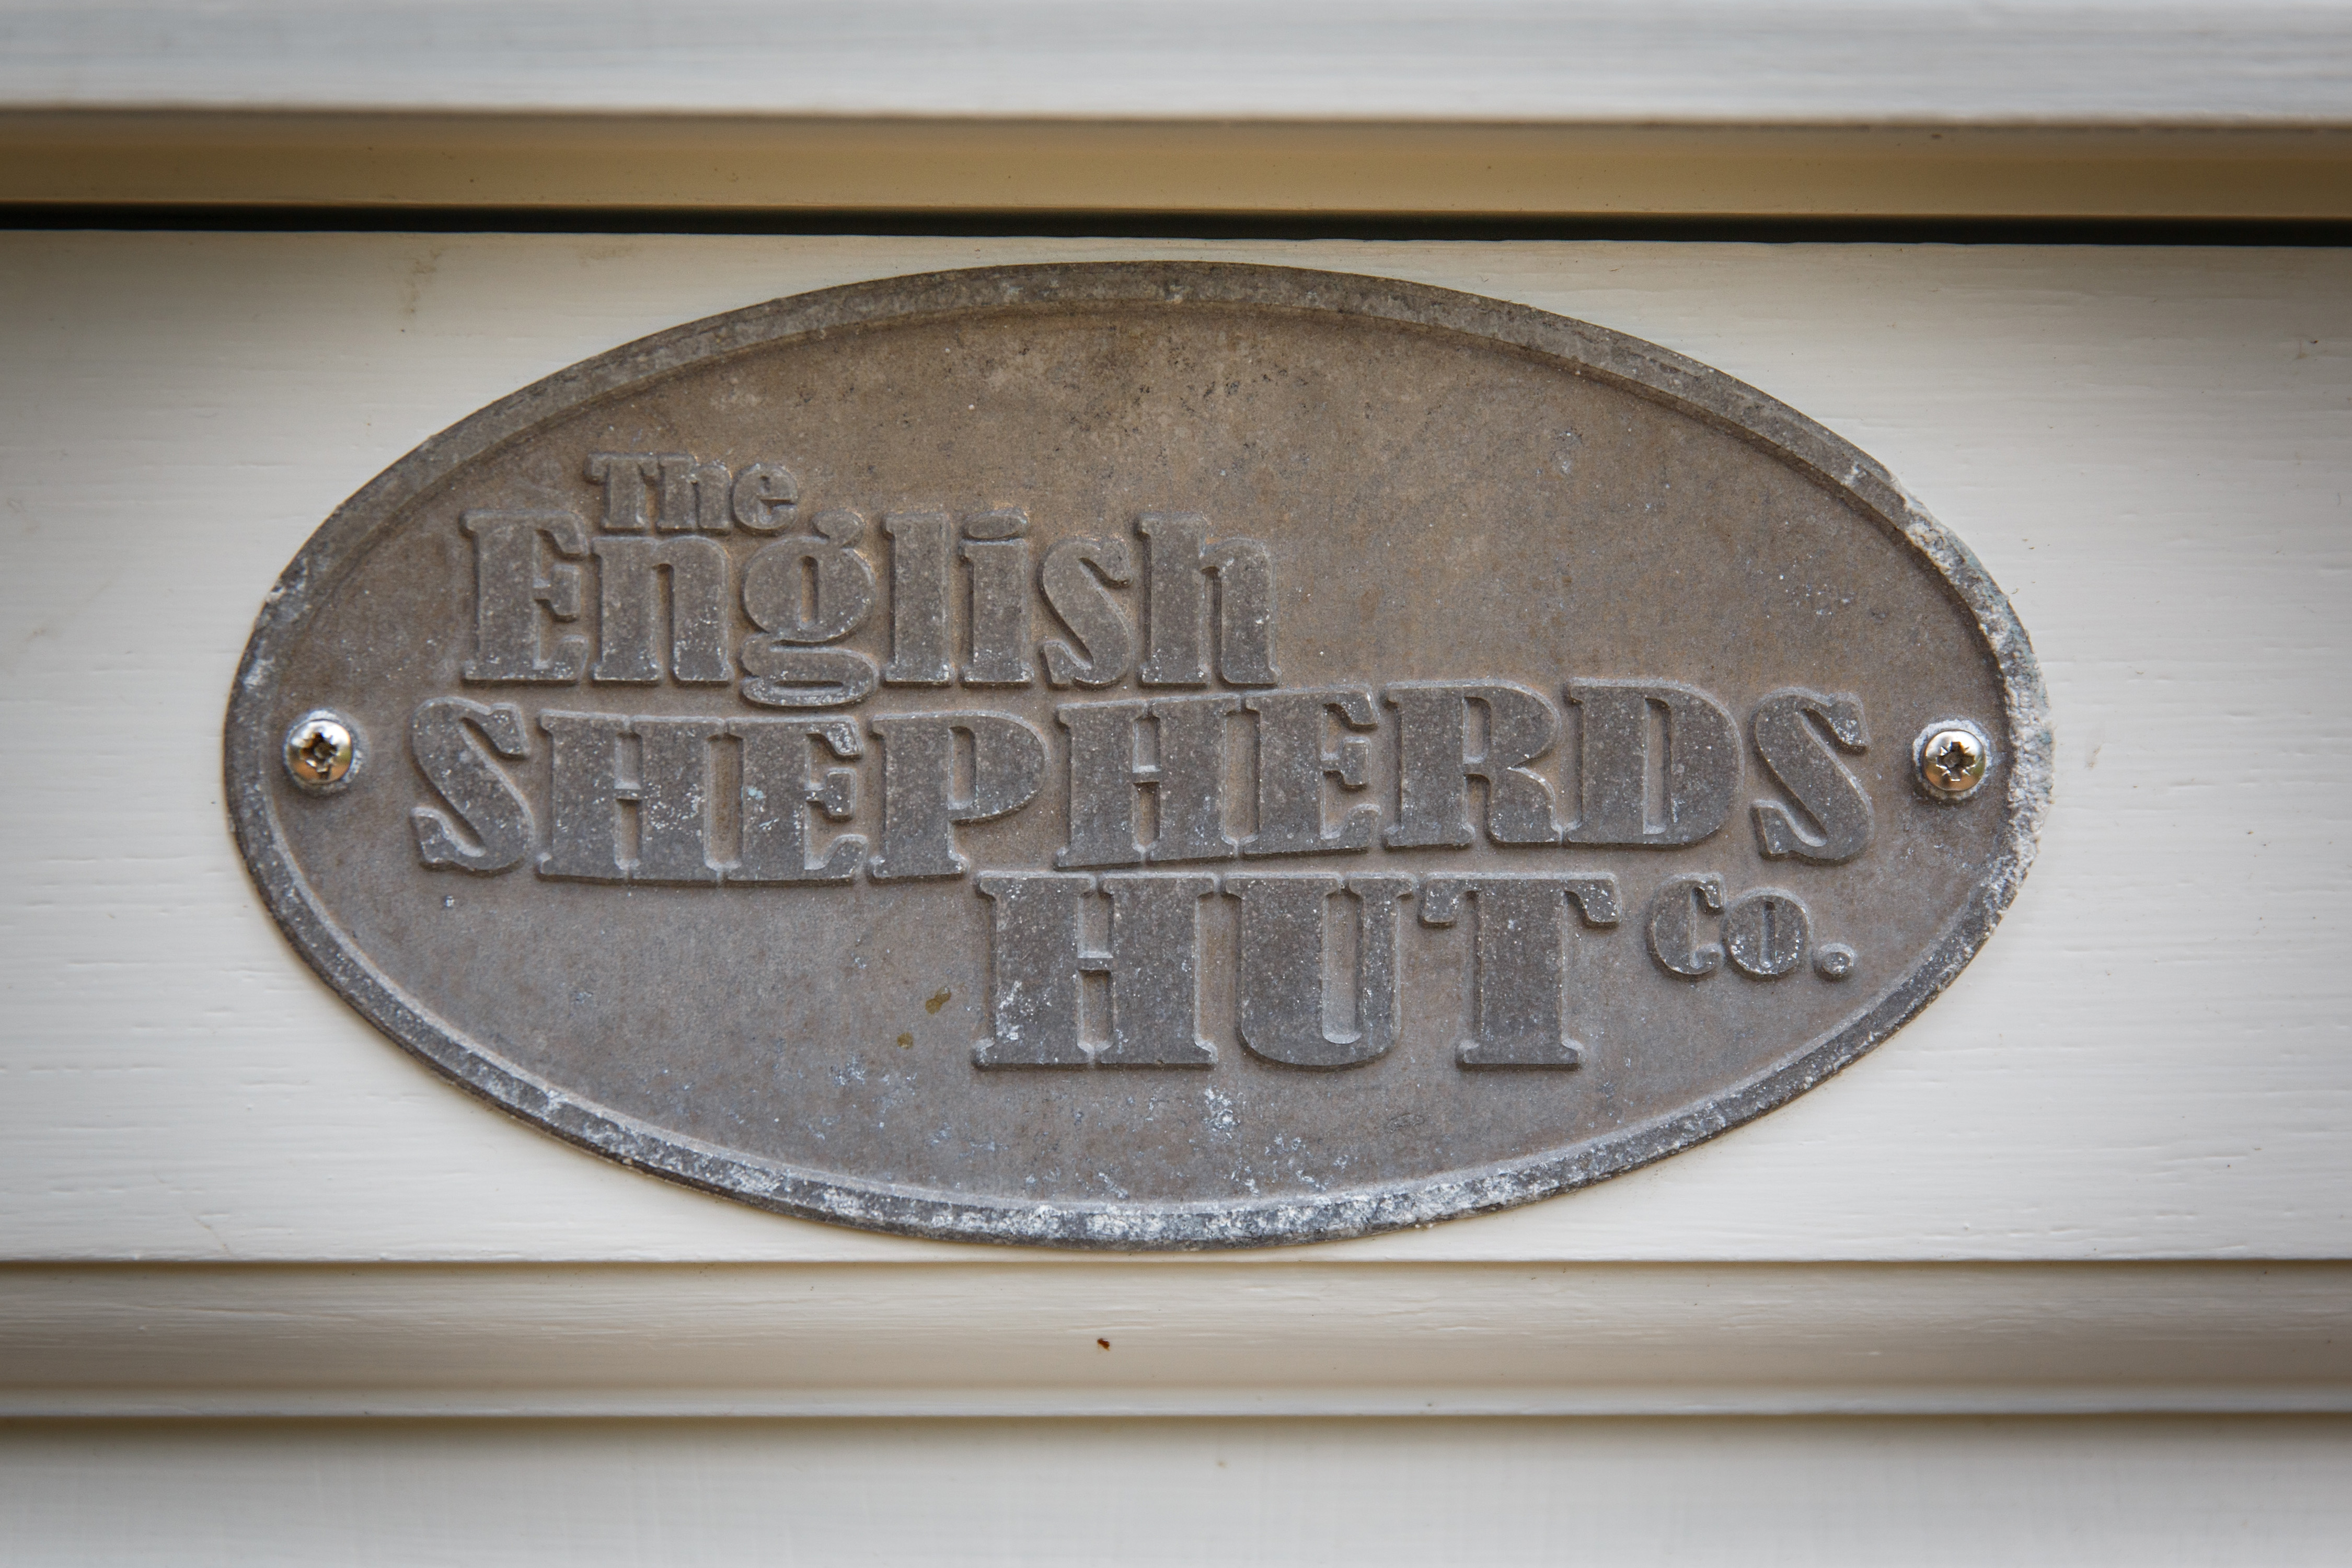 The
English
SHEPHERDS
HUT Co.